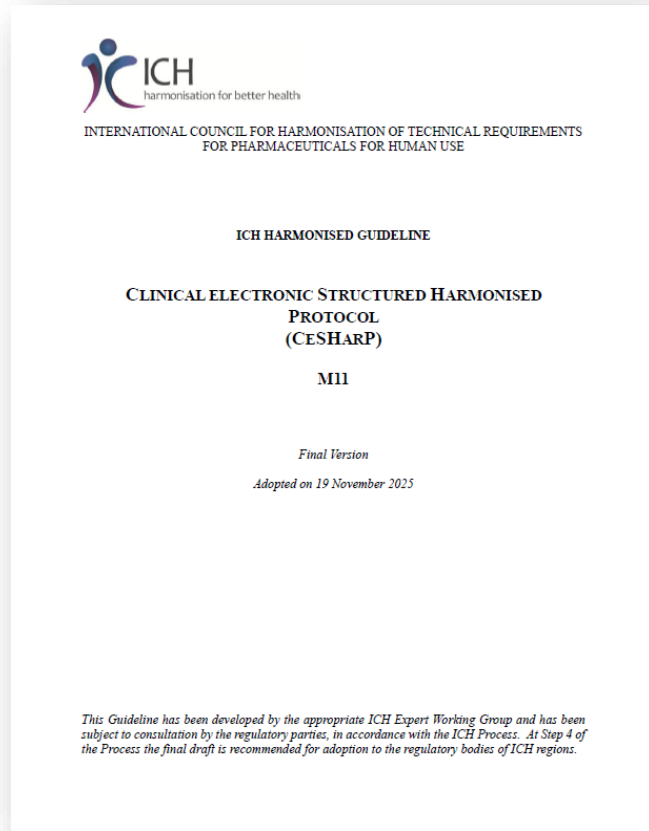 ICH
harmonisation for better health
INTERNATIONAL COUNCIL FOR HARMONISATION OF TECHNICAL REQUIREMENTS
FOR PHARMACEUTICALS FOR HUMAN USE
ICH HARMONISED GUIDELINE
CLINICAL ELECTRONIC STRUCTURED HARMONISED
PROTOCOL
(CESHARP)
M11
Final Version
Adopted on 19 November 2025
This Guideline has been developed by the appropriate ICH Expert Working Group and has been
subject to consultation by the regulatory parties, in accordance with the ICH Process. At Step 4 of
the Process the final draft is recommended for adoption to the regulatory bodies of ICH regions.